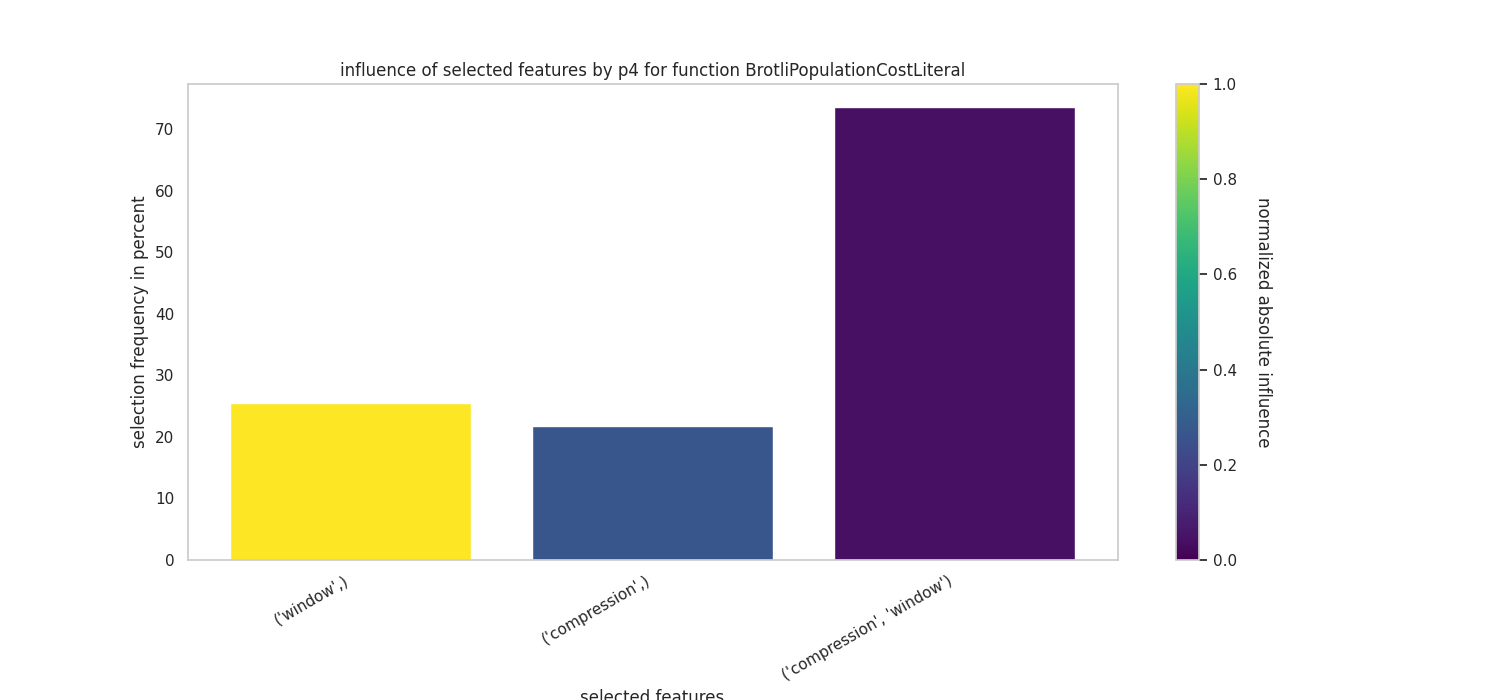 influence of selected features by p4 for function BrotliPopulationCostLiteral
selection frequency in percent
70
60
50
40
30
20
10
0
('window',)
('compression',)
('compression', 'window')
selected features
1.0
0.8
0.6
0.4
0.2
0.0
normalized absolute influence